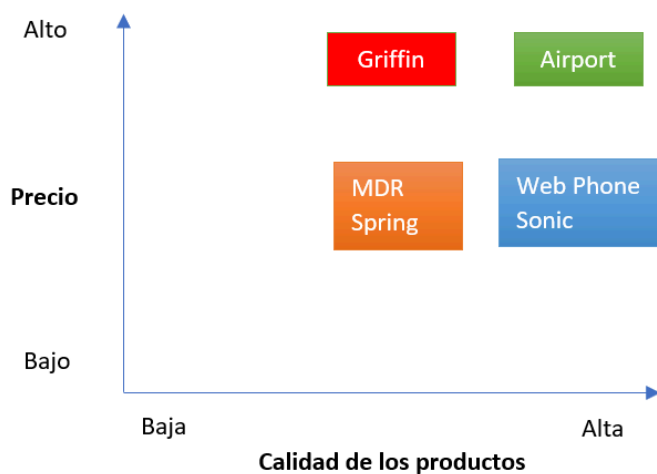 Alto
Griffin
Airport
Precio
MDR
Spring
Web Phone
Sonic
Bajo
Baja
Alta
Calidad de los productos